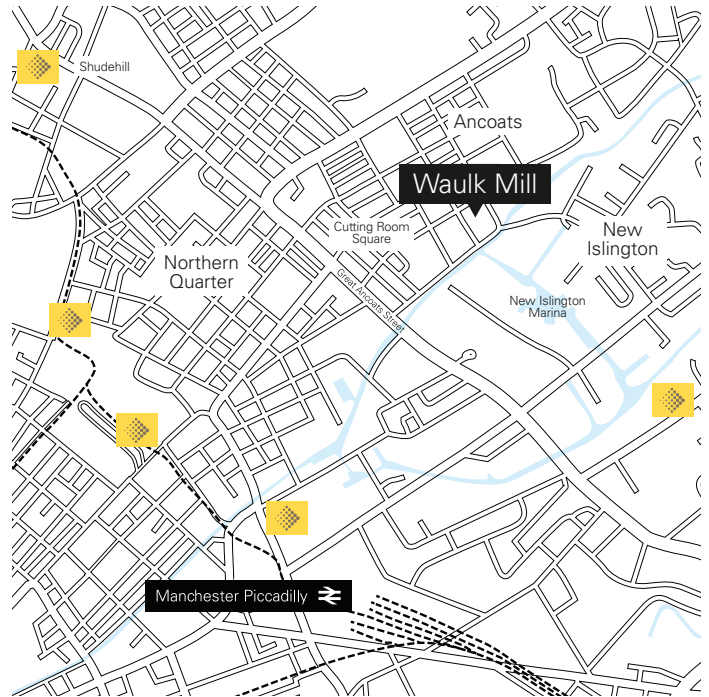 Shudehill
Ancoats
Waulk Mill
Cutting Room
Square
New
Islington
Northern
Quarter
Great Ancoats Street
New Islington
Marina
Manchester Piccadilly